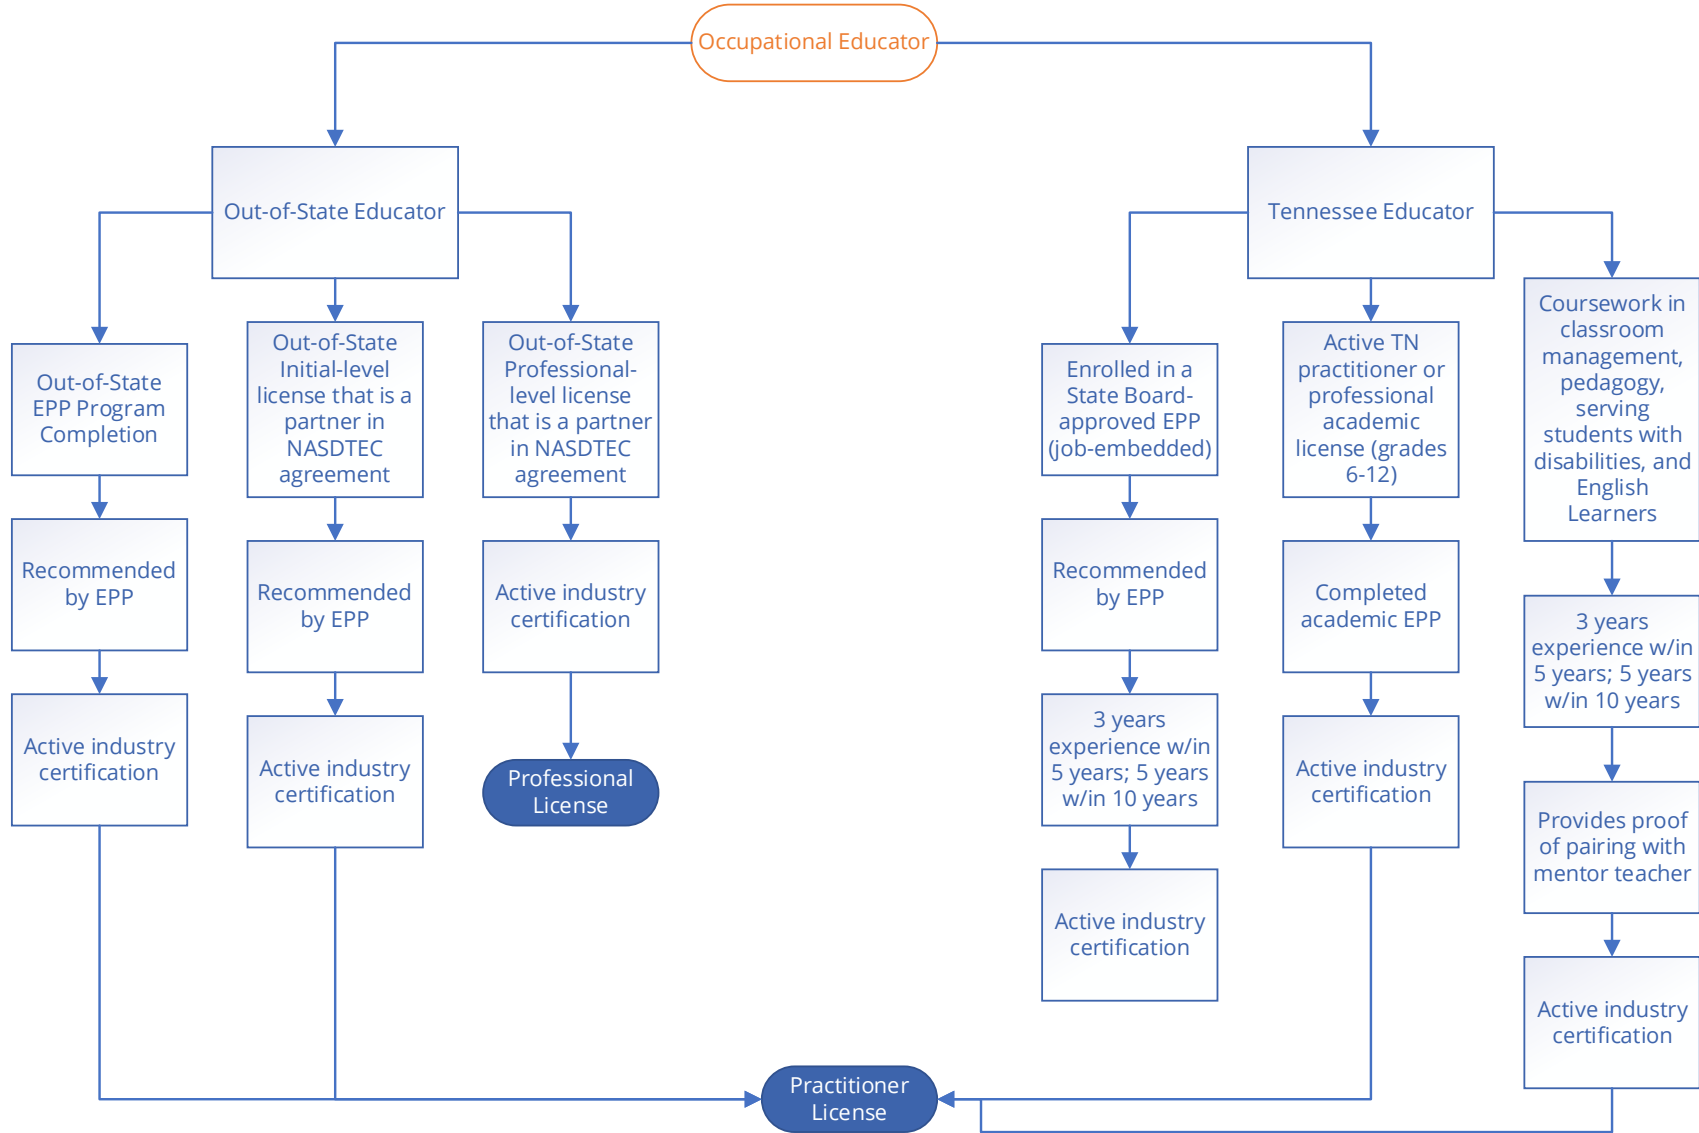 Occupational Educator
Out-of-State Educator
Out-of-State
EPP Program
Completion
Recommended
by EPP
Active industry
certification
Out-of-State
Initial-level
license that is a
partner in
NASDTEC
agreement
Recommended
by EPP
Active industry
certification
Out-of-State
Professional-
level license
that is a partner
in NASDTEC
agreement
Active industry
certification
Professional
License
Tennessee Educator
Enrolled in a
State Board-
approved EPP
(job-embedded)
Recommended
by EPP
3 years
experience w/in
5 years; 5 years
w/in 10 years
Active industry
certification
Active TN
practitioner or
professional
academic
license (grades
6-12)
Completed
academic EPP
Active industry
certification
Coursework in
classroom
management,
pedagogy,
serving
students with
disabilities, and
English
Learners
3 years
experience w/in
5 years; 5 years
w/in 10 years
Provides proof
of pairing with
mentor teacher
Active industry
certification
Practitioner
License